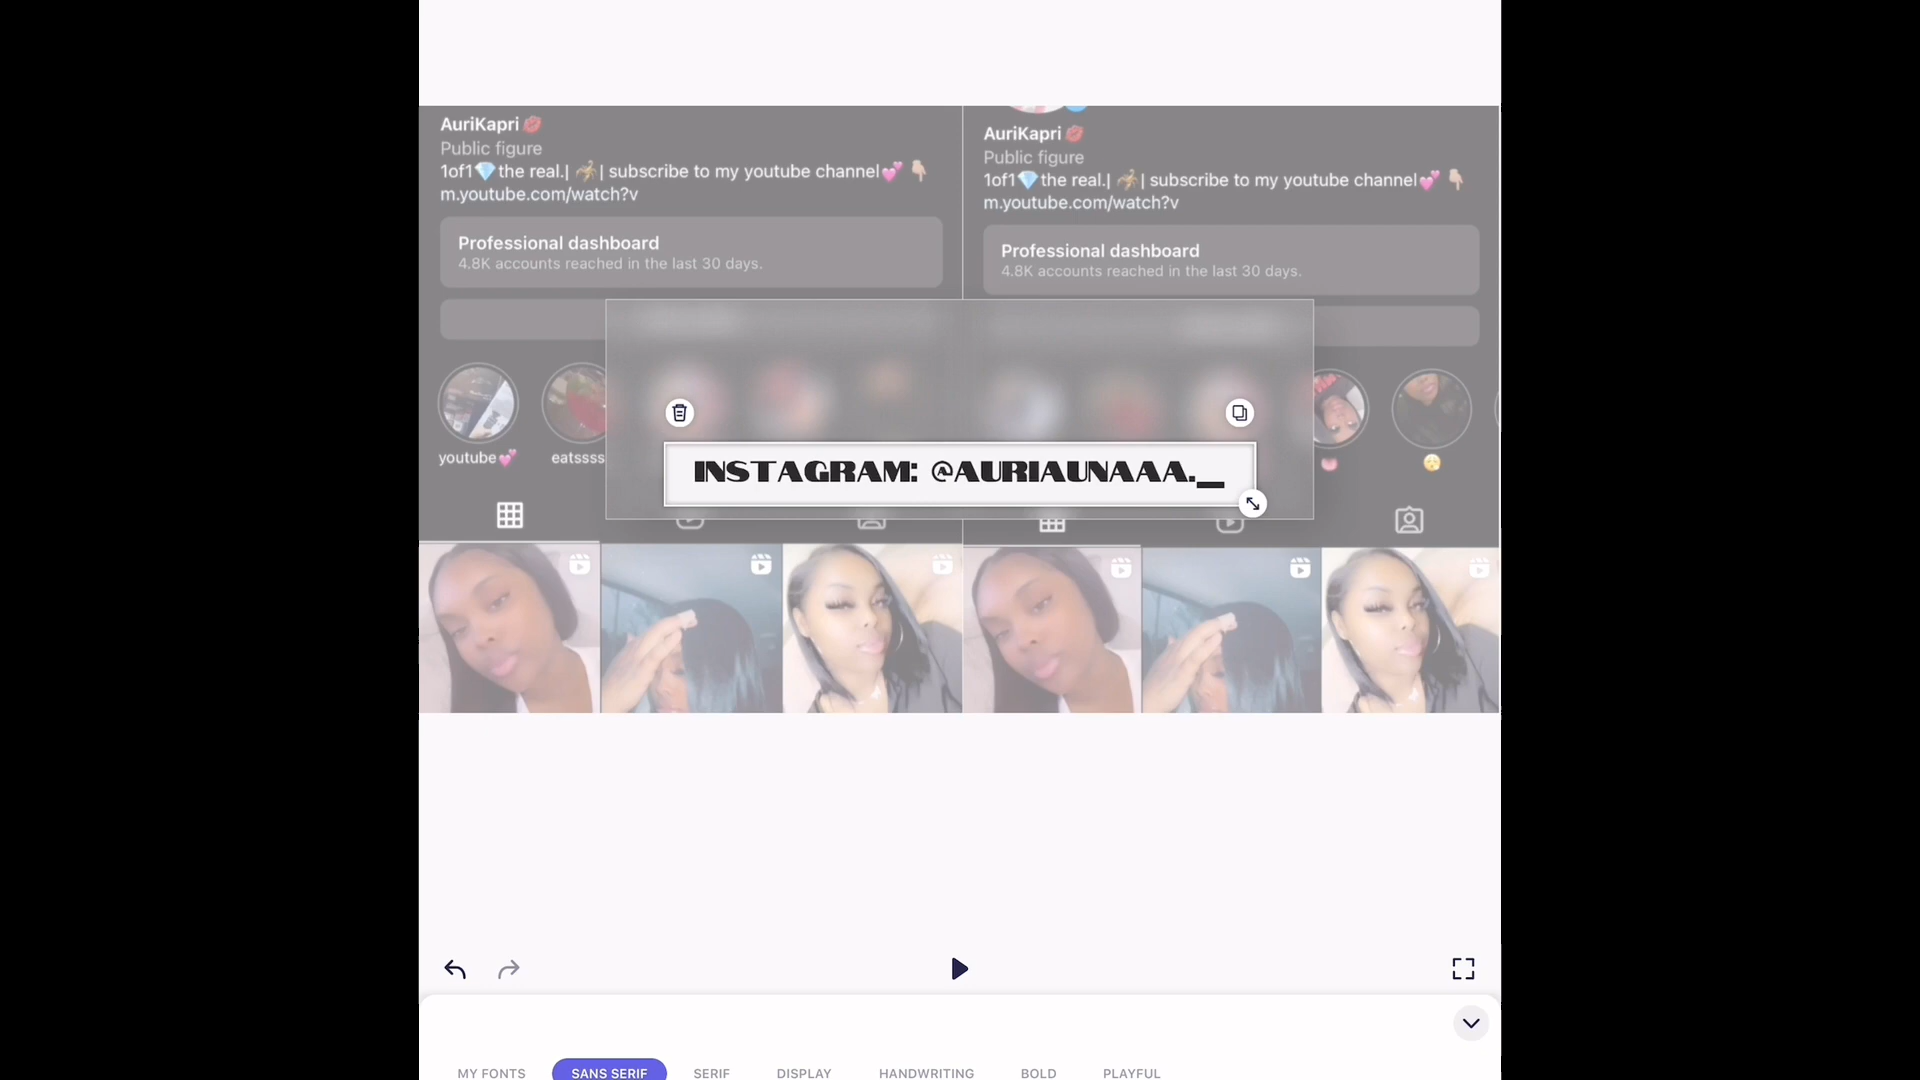 AuriKapri💋
Public figure
1of1💎the real.| 🧜🏾‍♀️| subscribe to my youtube channel💕 👇🏼
m.youtube.com/watch?v
Professional dashboard
4.8K accounts reached in the last 30 days.
youtube💕
eatssss
AuriKapri💋
Public figure
1of1💎the real.| 🧜🏾‍♀️| subscribe to my youtube channel💕 👇🏼
m.youtube.com/watch?v
Professional dashboard
4.8K accounts reached in the last 30 days.
INSTAGRAM: @AURIAUNAAA._
MY FONTS
SANS SERIF
SERIF
DISPLAY
HANDWRITING
BOLD
PLAYFUL